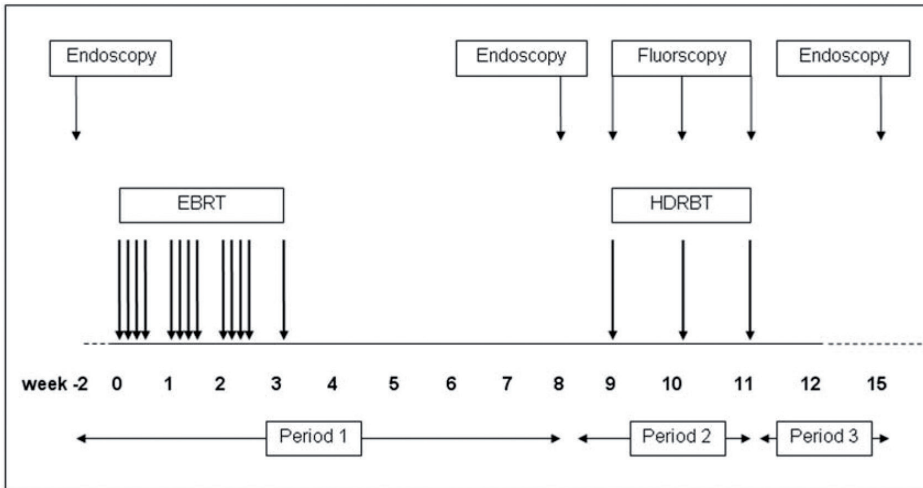 Endoscopy Endoscopy Fluorscopy Endoscopy
EBRT HDRBT
week -2 0 1 2 3 4 5 6 7 8 9 10 11 12 15
Period 1 Period 2 Period 3